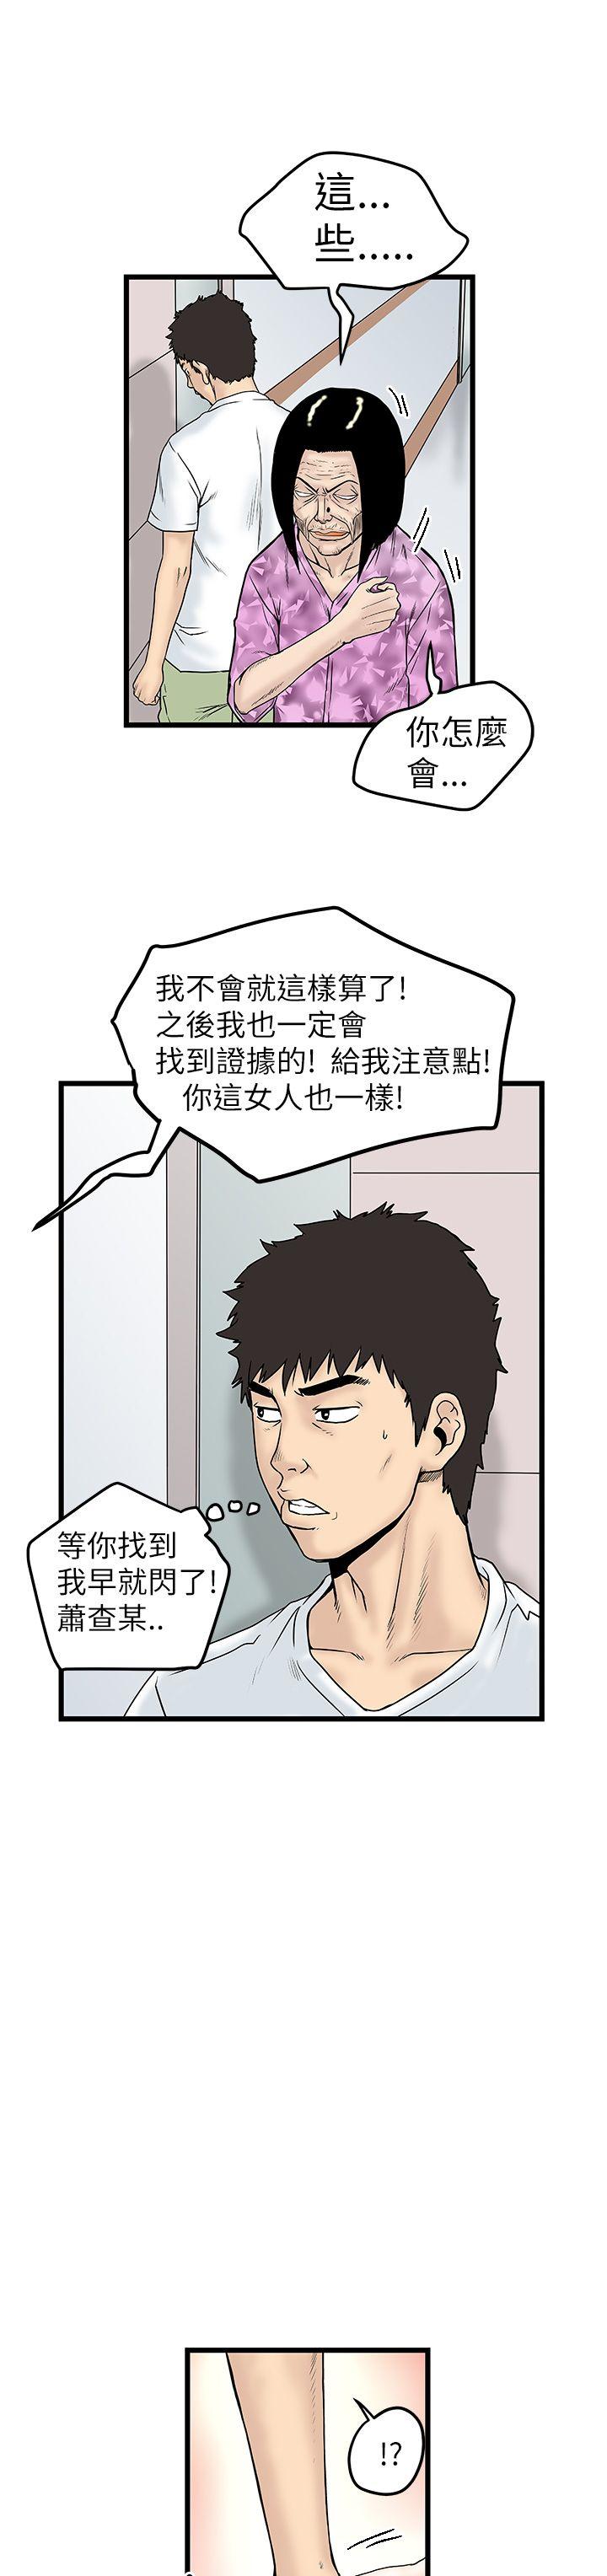 這...
些.....
你怎麼
會...
我不會就這樣算了!
之後我也一定會
找到證據的! 給我注意點!
你這女人也一樣!
等你找到
我早就閃了!
蕭查某..
!?